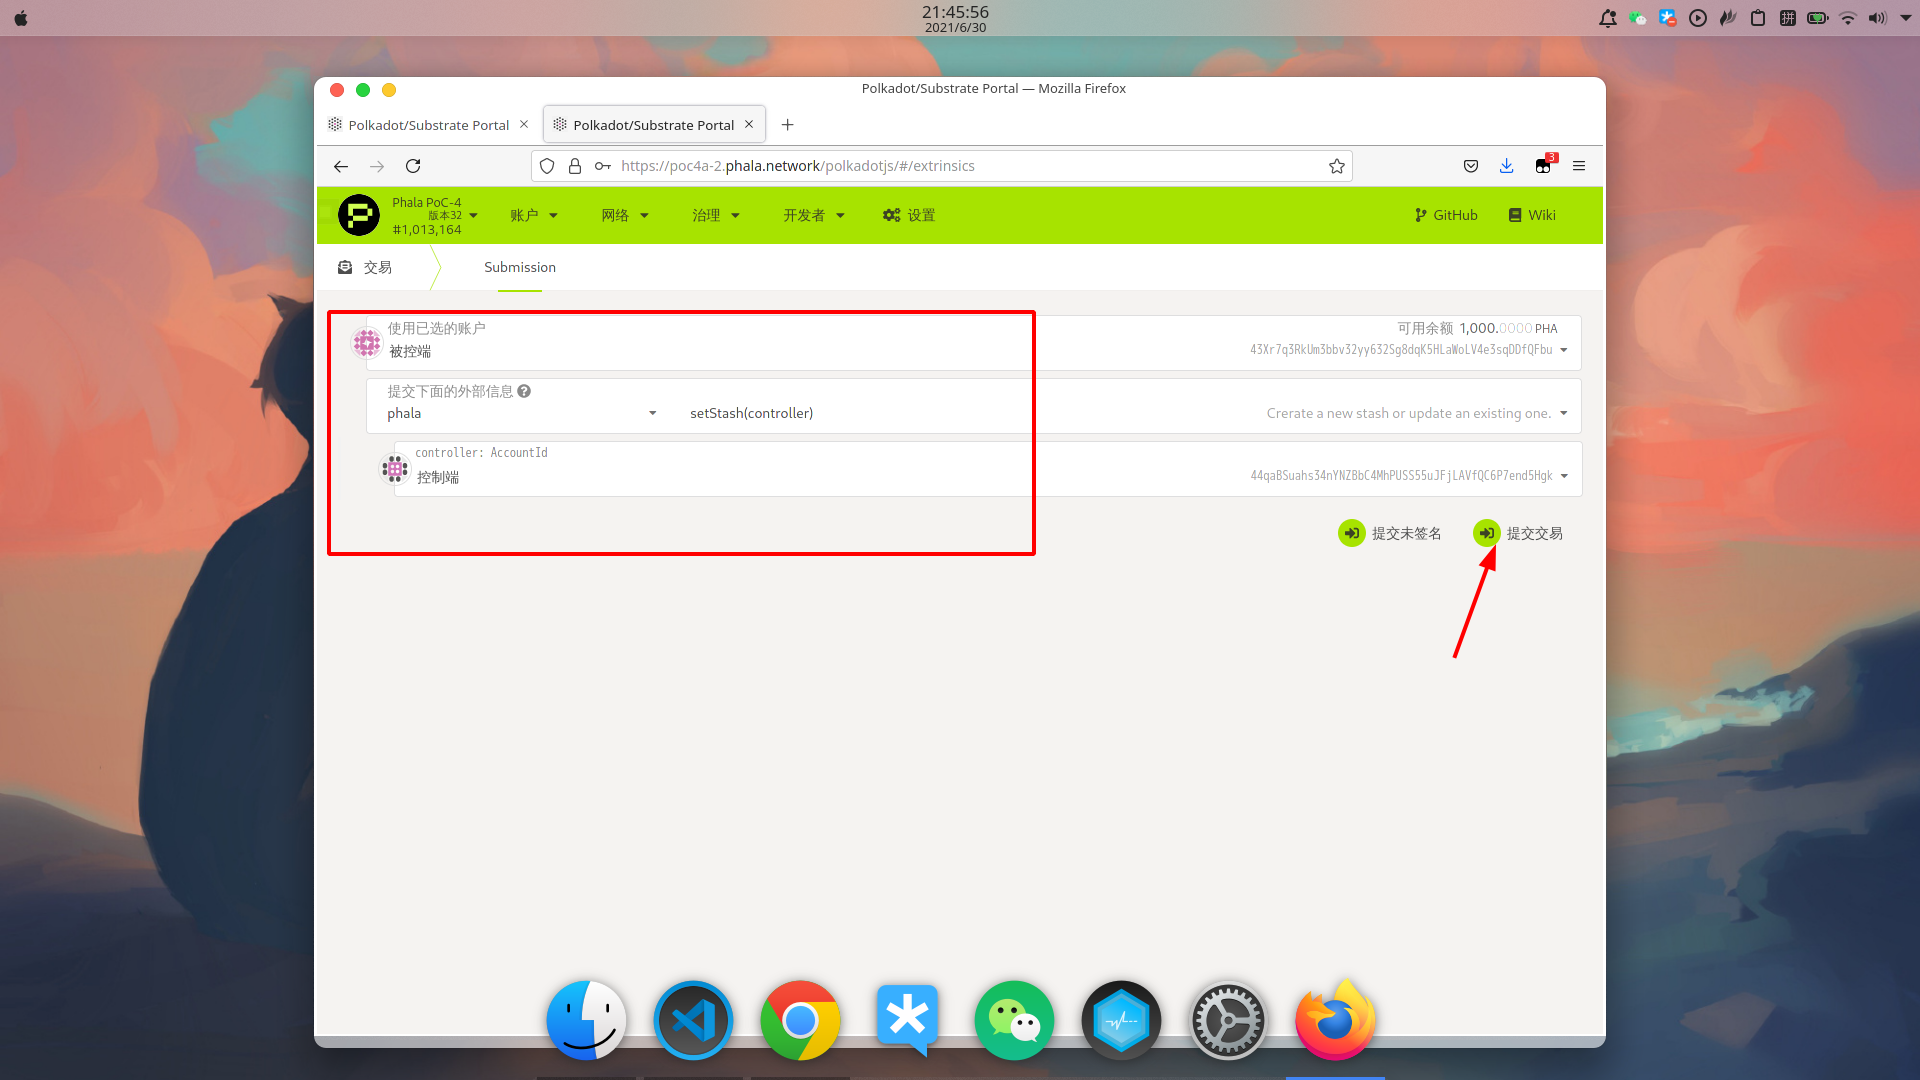 21:45:56
2021/6/30
拼
Polkadot/Substrate Portal — Mozilla Firefox
Polkadot/Substrate Portal
Polkadot/Substrate Portal
https://poc4a-2.phala.network/polkadotjs/#/extrinsics
3
Phala PoC-4
版本32
#1,013,164
账户
网络
治理
开发者
设置
GitHub
Wiki
交易
Submission
使用已选的账户
被控端
可用余额 1,000.0000 PHA
43Xr7q3RkUm3bbv32yy632Sg8dqK5HLaWoLV4e3sqDDfQFbu
提交下面的外部信息
phala
setStash(controller)
Crerate a new stash or update an existing one.
controller: AccountId
控制端
44qaBSuahs34nYNZBbC4MhPUSS55uJFjLAVfQC6P7end5Hgk
提交未签名
提交交易